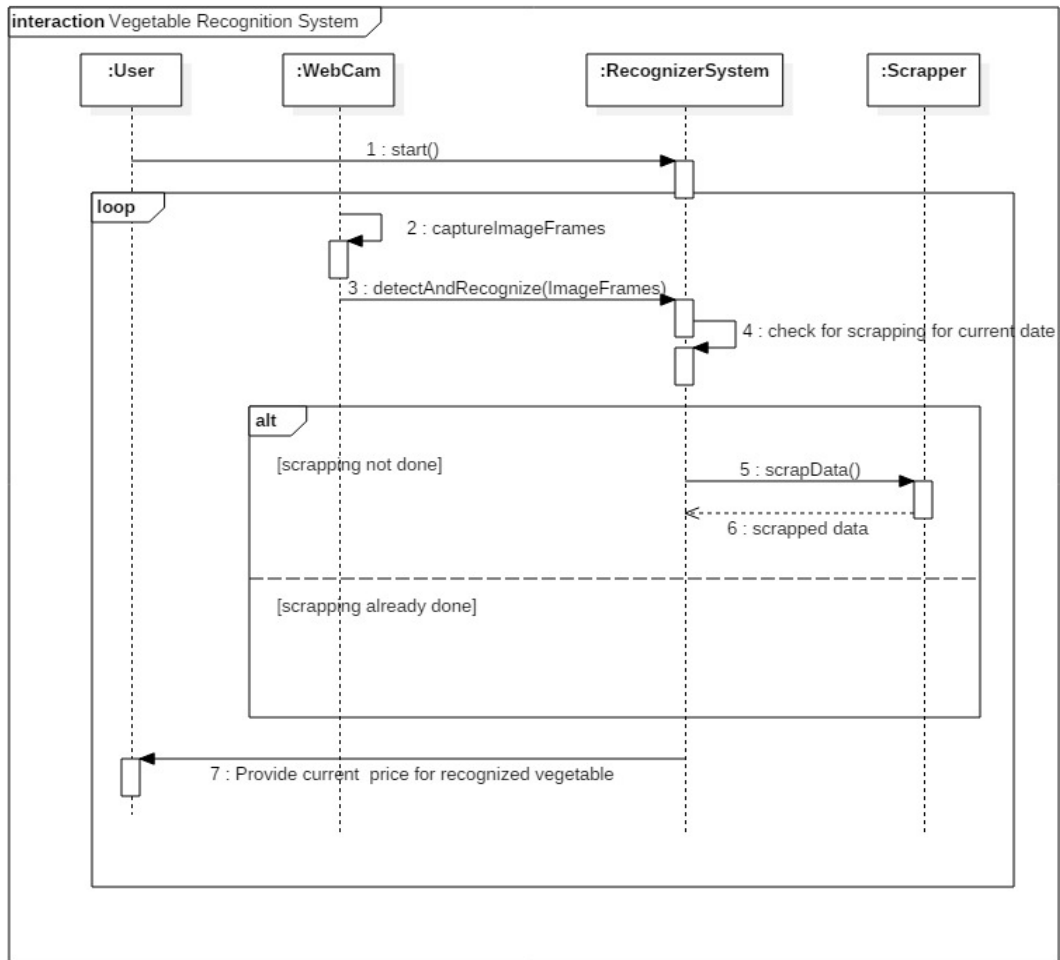 interaction Vegetable Recognition System
:User
:WebCam
:RecognizerSystem
:Scrapper
1 : start()
loop
2 : captureImageFrames
3 : detectAndRecognize(ImageFrames)
4 : check for scrapping for current date
alt
[scrapping not done]
5 : scrapData()
6 : scrapped data
[scrapping already done]
7 : Provide current price for recognized vegetable